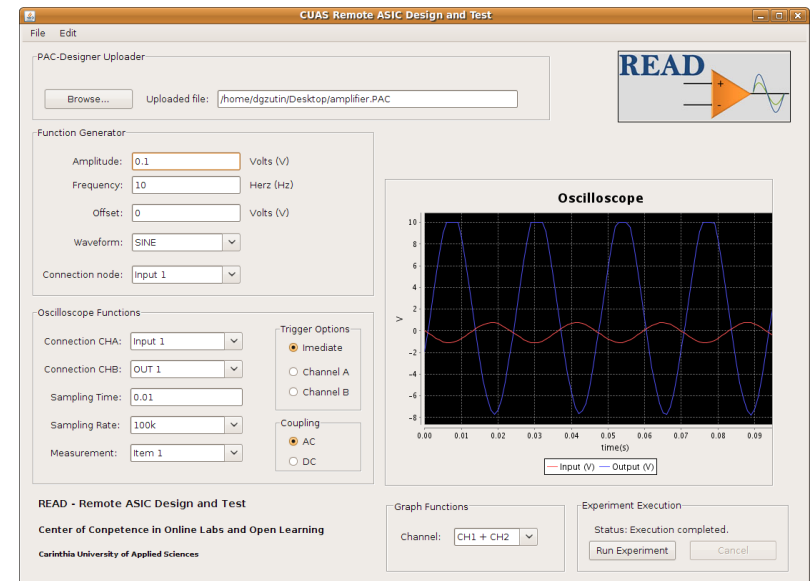 CUAS Remote ASIC Design and Test
File Edit
PAC-Designer Uploader
Browse... Uploaded file: /home/dgzutin/Desktop/amplifier.PAC
READ
+
-
Function Generator
Amplitude: 0.1 Volts (V)
Frequency: 10 Herz (Hz)
Offset: 0 Volts (V)
Waveform: SINE
Connection node: Input 1
Oscilloscope Functions
Connection CHA: Input 1
Connection CHB: OUT 1
Sampling Time: 0.01
Sampling Rate: 100k
Measurement: Item 1
Trigger Options
Imediate
Channel A
Channel B
Coupling
AC
DC
Oscilloscope
10
8
6
4
2
0
-2
-4
-6
-8
V
0.00 0.01 0.02 0.03 0.04 0.05 0.06 0.07 0.08 0.09
time(s)
Input (V) Output (V)
READ - Remote ASIC Design and Test
Center of Conpetence in Online Labs and Open Learning
Carinthia University of Applied Sciences
Graph Functions
Channel: CH1 + CH2
Experiment Execution
Status: Execution completed.
Run Experiment Cancel